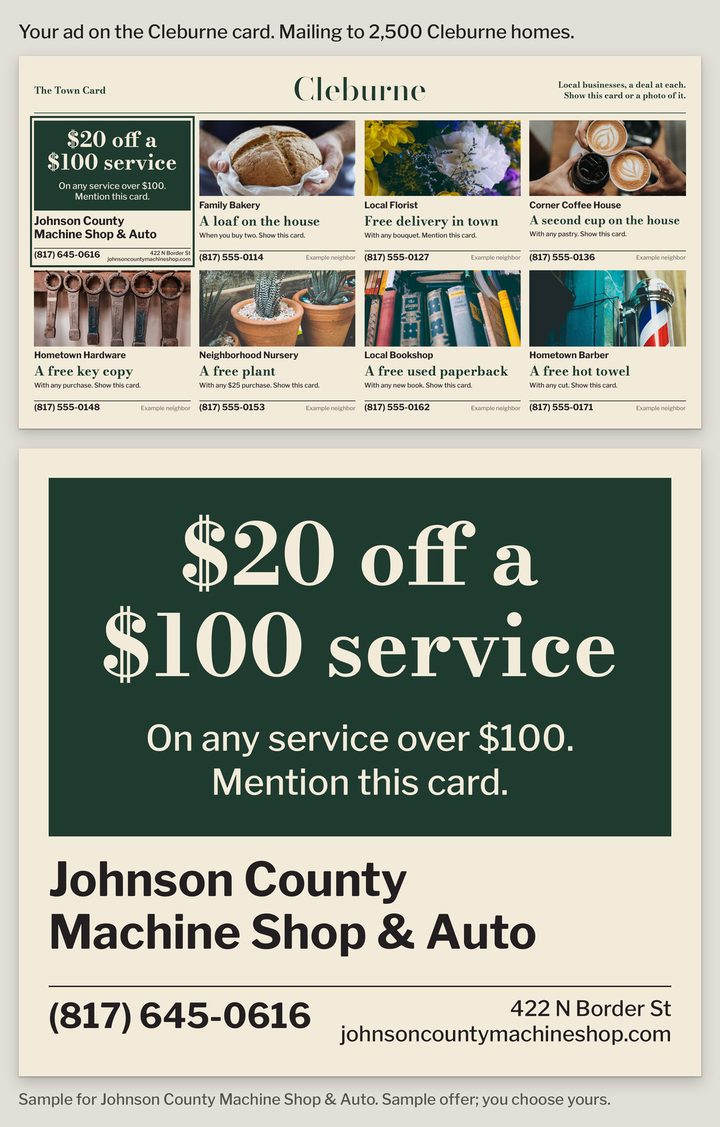 Your ad on the Cleburne card. Mailing to 2,500 Cleburne homes.
The Town Card
Cleburne
Local businesses, a deal at each.
Show this card or a photo of it.
$20 off a
$100 service
On any service over $100.
Mention this card.
Johnson County
Machine Shop & Auto
(817) 645-0616
422 N Border St
johnsoncountymachineshop.com
Family Bakery
A loaf on the house
When you buy two. Show this card.
(817) 555-0114
Example neighbor
Local Florist
Free delivery in town
With any bouquet. Mention this card.
(817) 555-0127
Example neighbor
Corner Coffee House
A second cup on the house
With any pastry. Show this card.
(817) 555-0136
Example neighbor
Hometown Hardware
A free key copy
With any purchase. Show this card.
(817) 555-0148
Example neighbor
Neighborhood Nursery
A free plant
With any $25 purchase. Show this card.
(817) 555-0153
Example neighbor
Local Bookshop
A free used paperback
With any new book. Show this card.
(817) 555-0162
Example neighbor
Hometown Barber
A free hot towel
With any cut. Show this card.
(817) 555-0171
Example neighbor
$20 off a
$100 service
On any service over $100.
Mention this card.
Johnson County
Machine Shop & Auto
(817) 645-0616
422 N Border St
johnsoncountymachineshop.com
Sample for Johnson County Machine Shop & Auto. Sample offer; you choose yours.